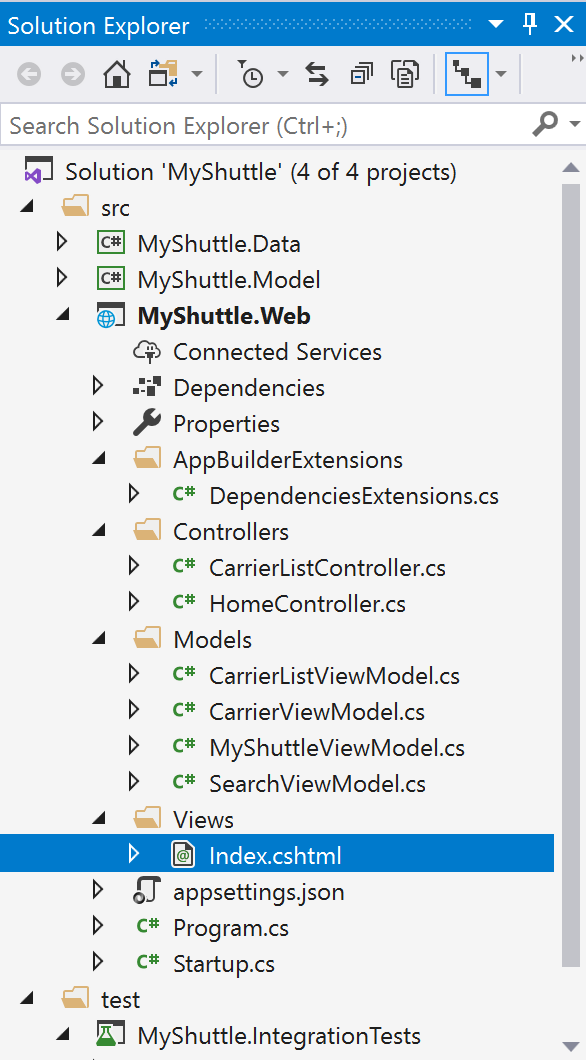 Solution Explorer
Search Solution Explorer (Ctrl+;)
Solution 'MyShuttle' (4 of 4 projects)
src
C# MyShuttle.Data
C# MyShuttle.Model
MyShuttle.Web
Connected Services
Dependencies
Properties
AppBuilderExtensions
C# DependenciesExtensions.cs
Controllers
C# CarrierListController.cs
C# HomeController.cs
Models
C# CarrierListViewModel.cs
C# CarrierViewModel.cs
C# MyShuttleViewModel.cs
C# SearchViewModel.cs
Views
@ Index.cshtml
appsettings.json
C# Program.cs
C# Startup.cs
test
MyShuttle.IntegrationTests